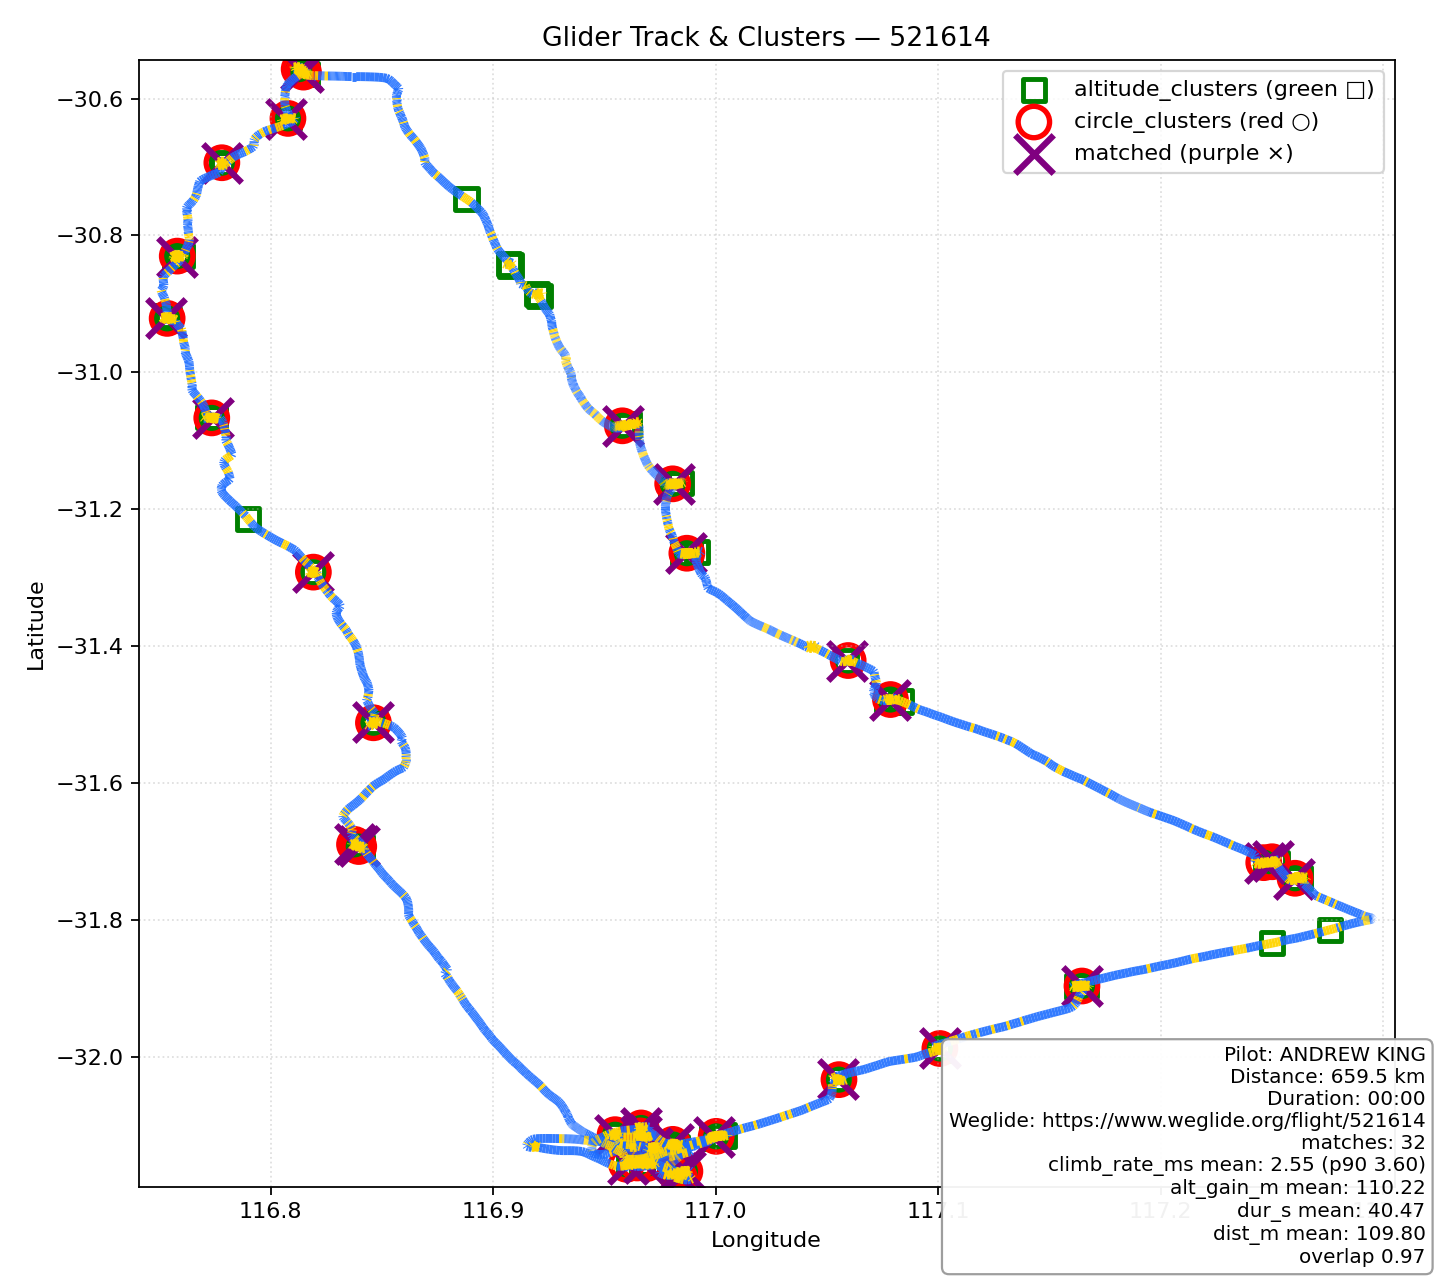 Glider Track & Clusters — 521614
altitude_clusters (green □)
circle_clusters (red ○)
matched (purple ×)
−30.6
−30.8
−31.0
−31.2
−31.4
−31.6
−31.8
−32.0
Latitude
116.8
116.9
117.0
117.1
117.2
Longitude
Pilot: ANDREW KING
Distance: 659.5 km
Duration: 00:00
Weglide: https://www.weglide.org/flight/521614
matches: 32
climb_rate_ms mean: 2.55 (p90 3.60)
alt_gain_m mean: 110.22
dur_s mean: 40.47
dist_m mean: 109.80
overlap 0.97